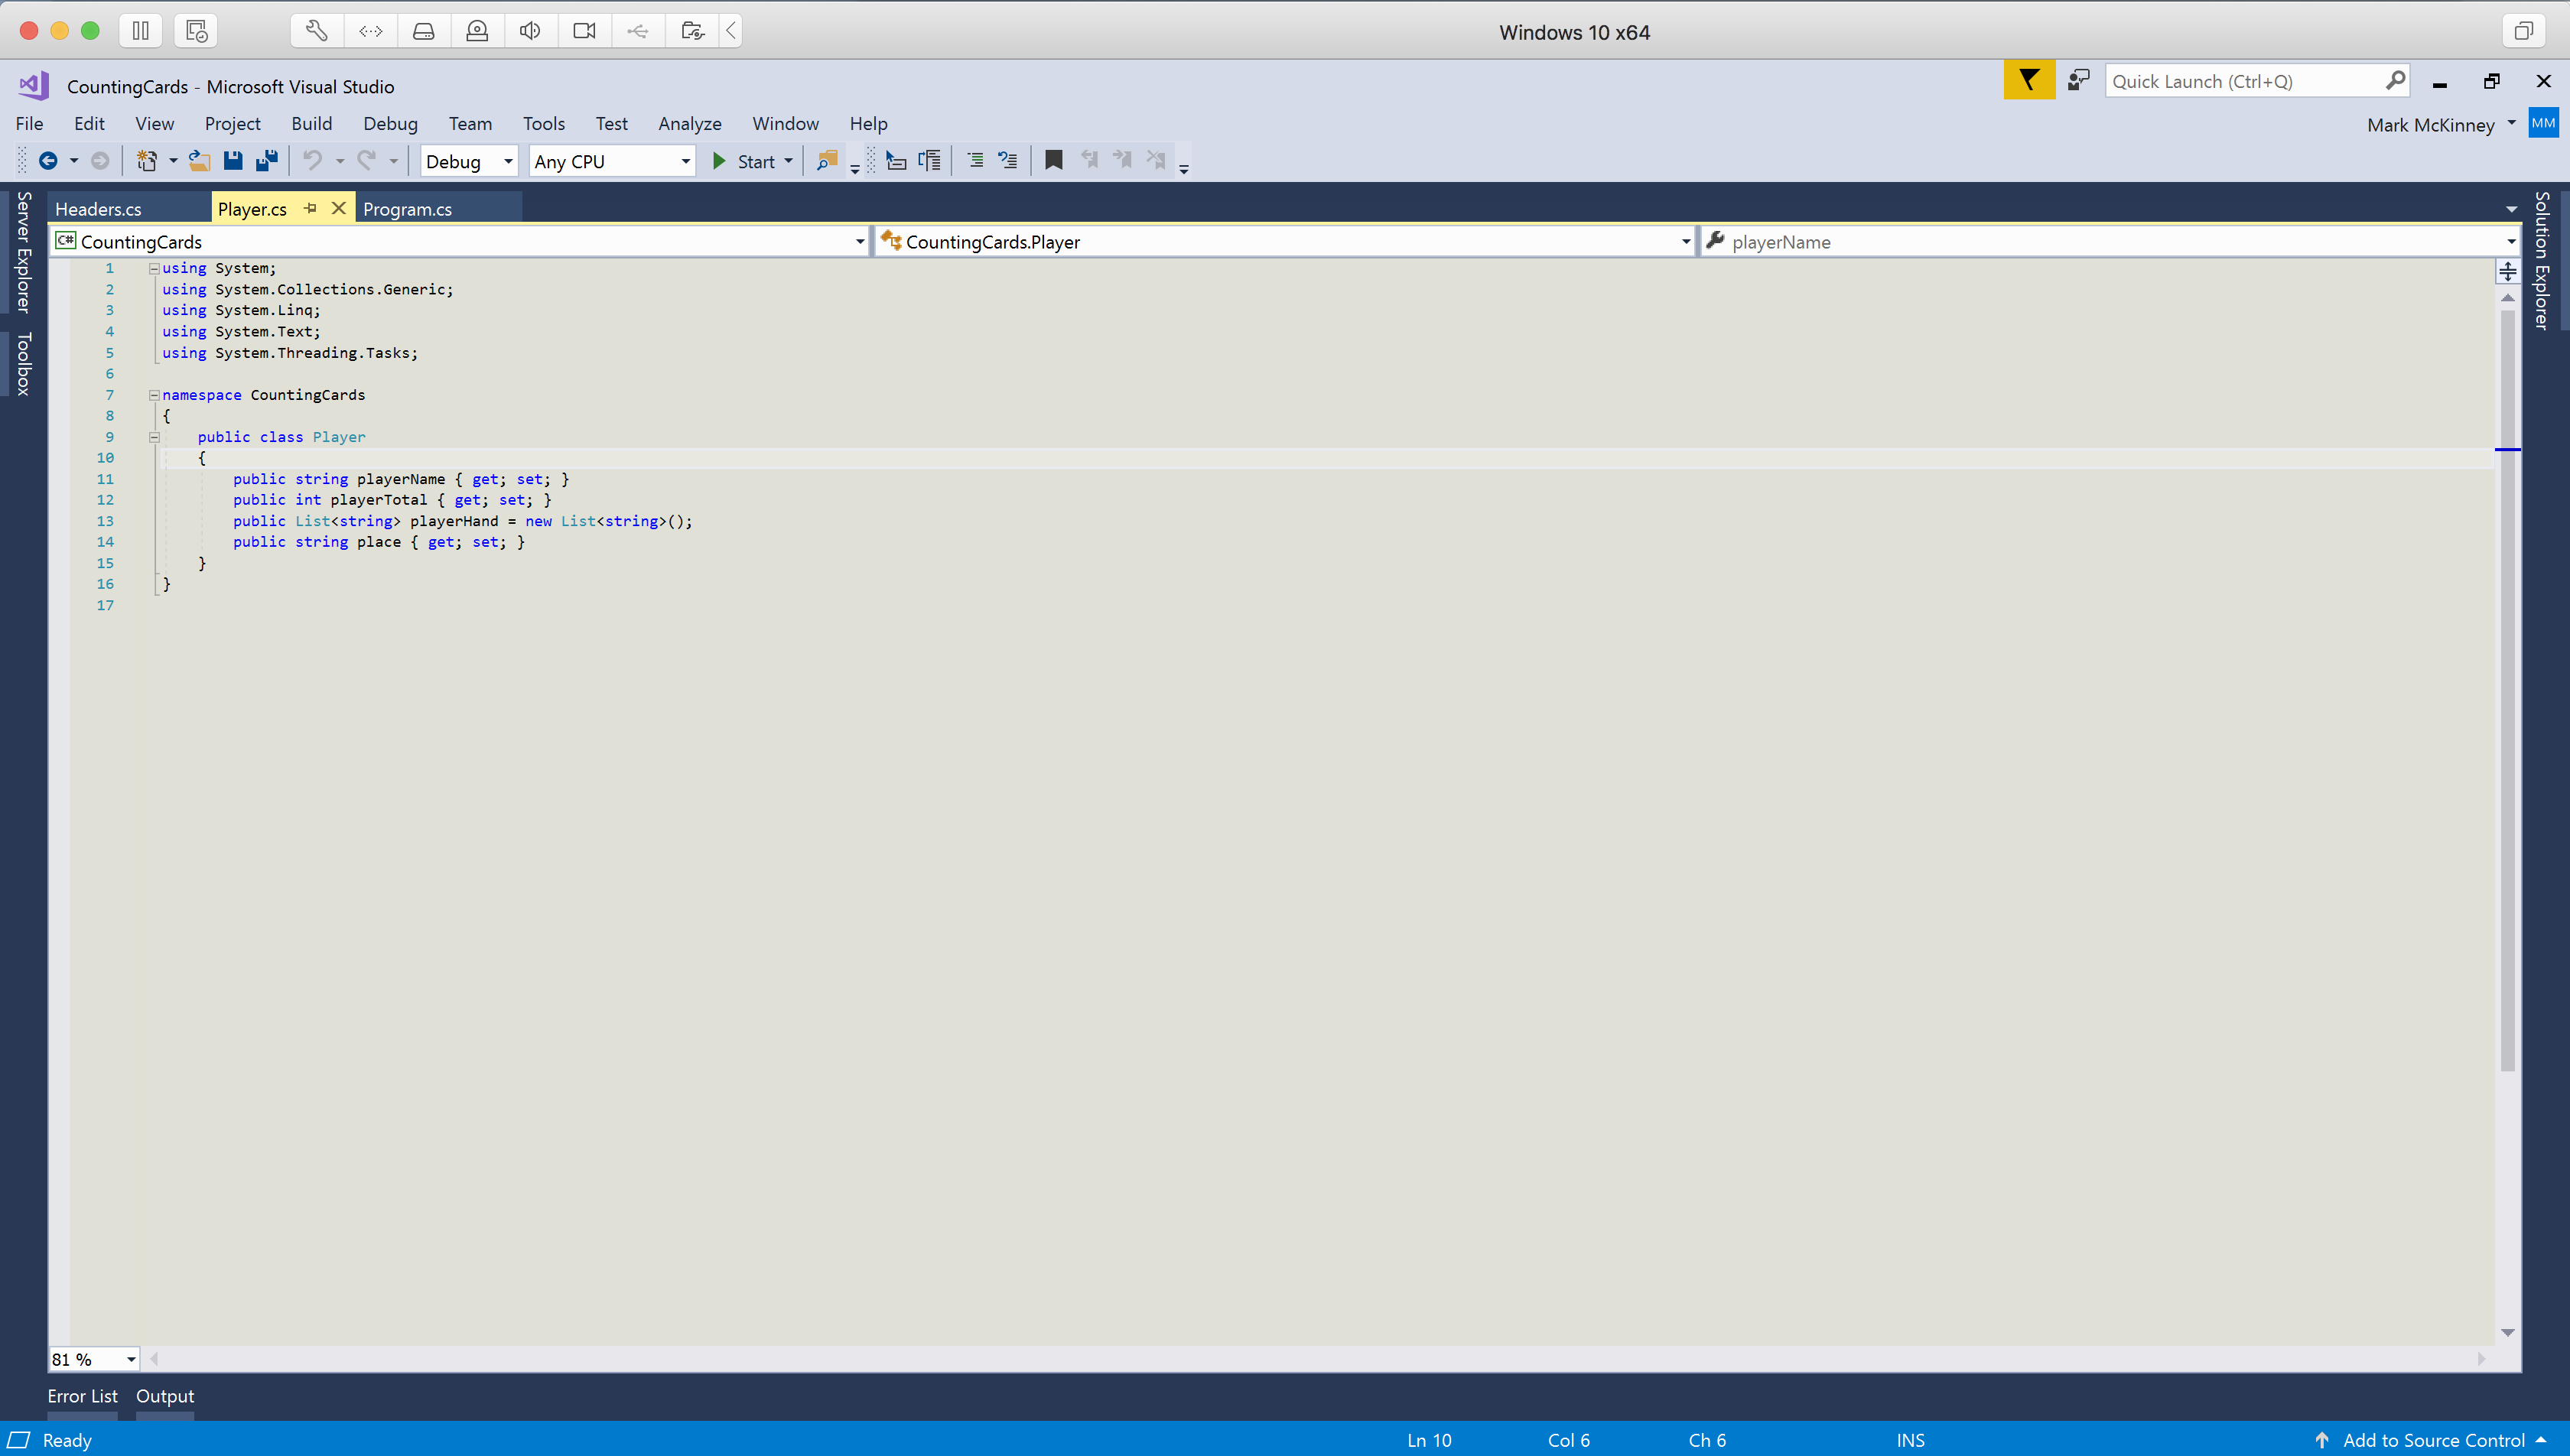 Windows 10 x64
CountingCards - Microsoft Visual Studio
Quick Launch (Ctrl+Q)
File Edit View Project Build Debug Team Tools Test Analyze Window Help
Mark McKinney MM
Debug Any CPU Start
Server Explorer
Toolbox
Solution Explorer
Headers.cs Player.cs Program.cs
C# CountingCards CountingCards.Player playerName
1 using System;
2 using System.Collections.Generic;
3 using System.Linq;
4 using System.Text;
5 using System.Threading.Tasks;
6
7 namespace CountingCards
8 {
9 public class Player
10 {
11 public string playerName { get; set; }
12 public int playerTotal { get; set; }
13 public List<string> playerHand = new List<string>();
14 public string place { get; set; }
15 }
16 }
17
81 %
Error List Output
Ready Ln 10 Col 6 Ch 6 INS Add to Source Control